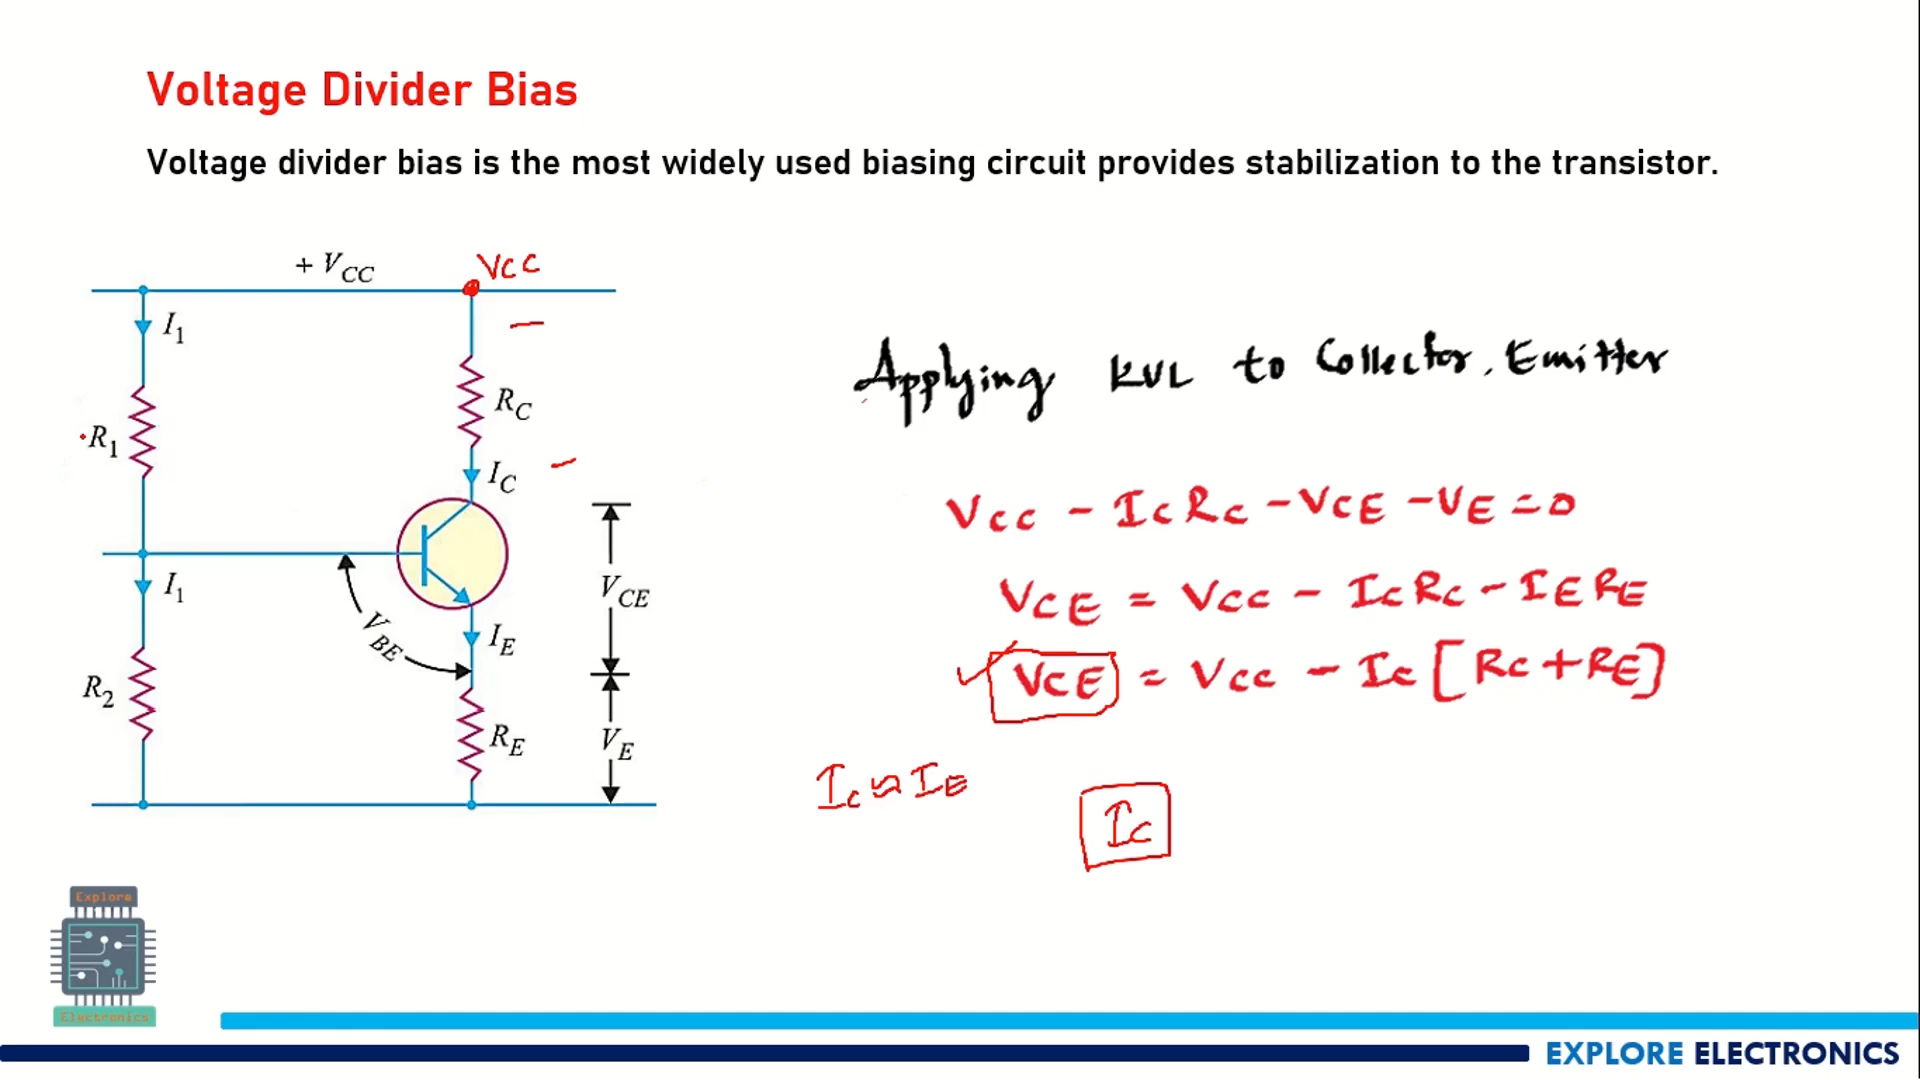 Voltage Divider Bias
Voltage divider bias is the most widely used biasing circuit provides stabilization to the transistor.
+ VCC
VCC
I1
RC
R1
IC
I1
VCE
VBE
IE
R2
RE
VE
Applying KVL to Collector. Emitter
VCC - ICRC - VCE - VE = 0
VCE = VCC - ICRC - IERE
VCE = VCC - IC [RC + RE]
IC ≈ IE
IC
Explore
Electronics
EXPLORE ELECTRONICS